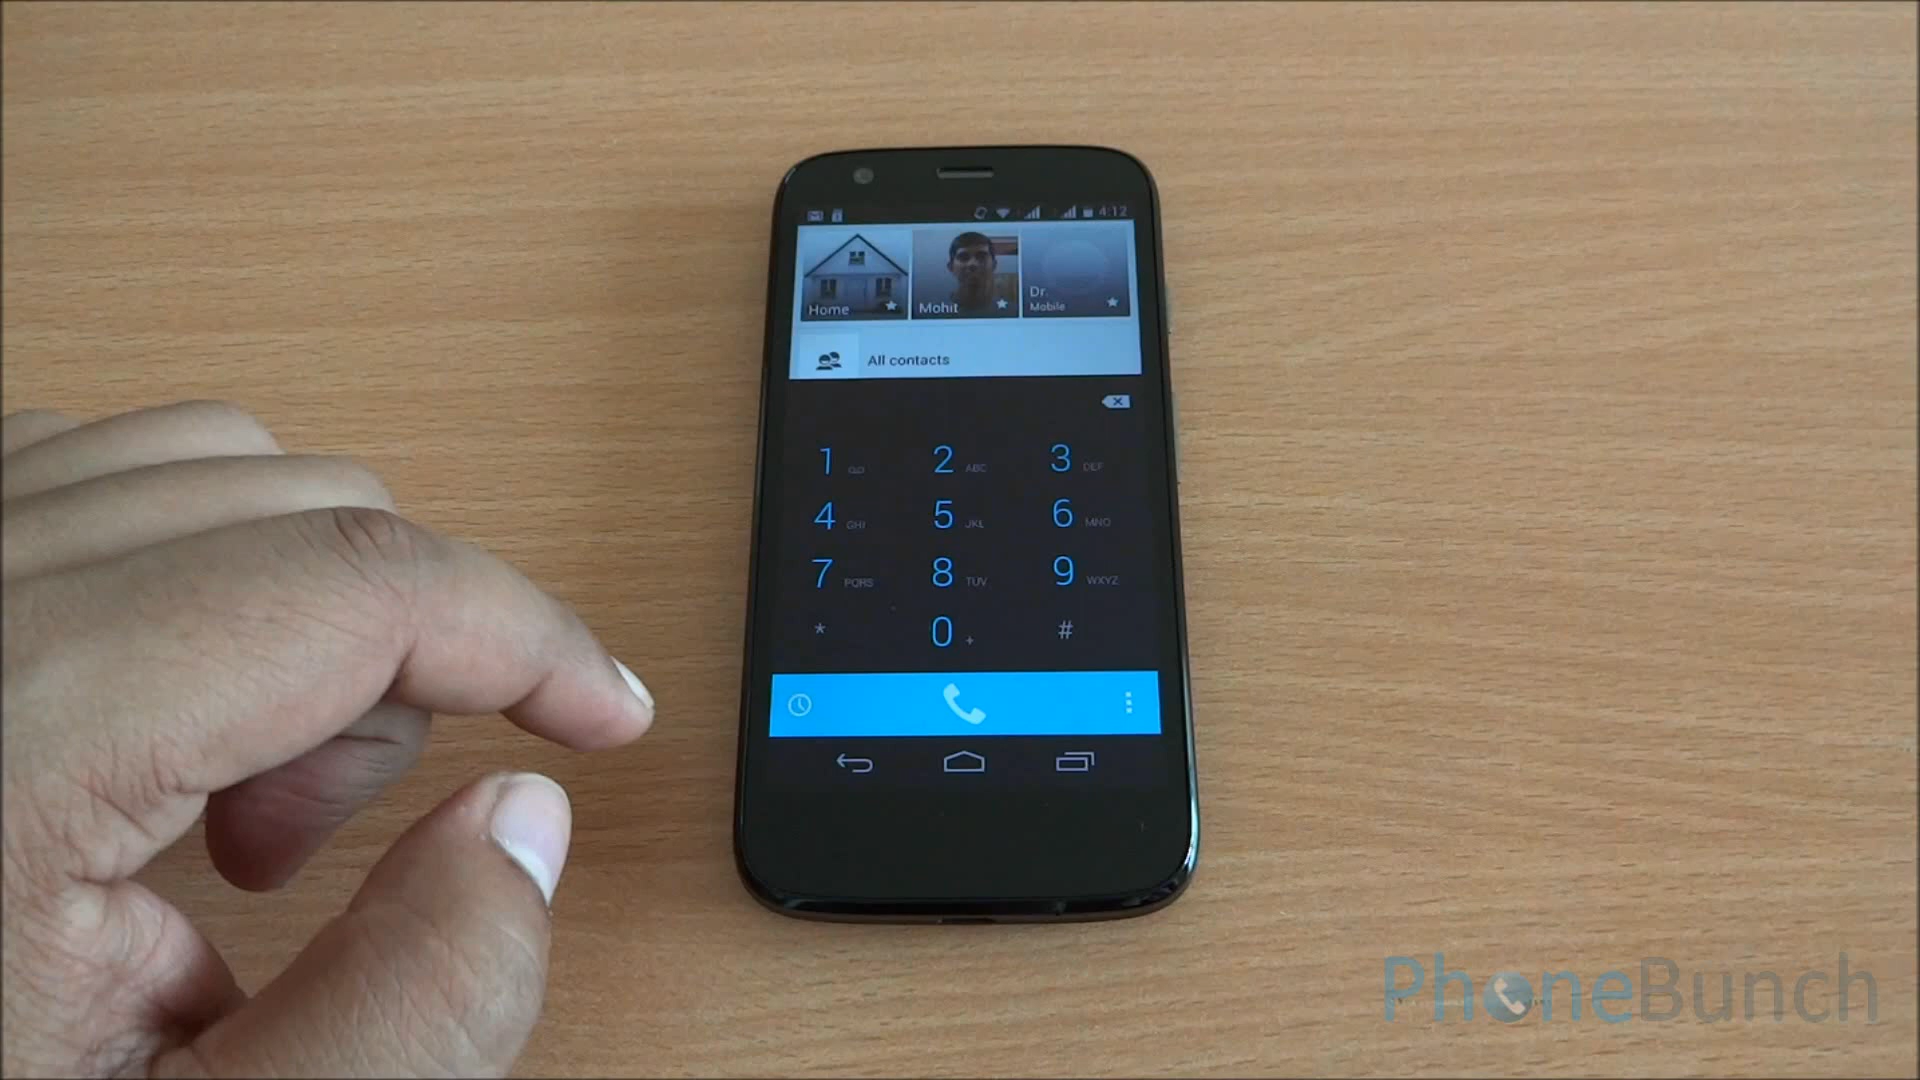 4:12
Home
Mohit
Dr.
Mobile
All contacts
1
2 ABC
3 DEF
4 GHI
5 JKL
6 MNO
7 PQRS
8 TUV
9 WXYZ
*
0 +
#
PhoneBunch